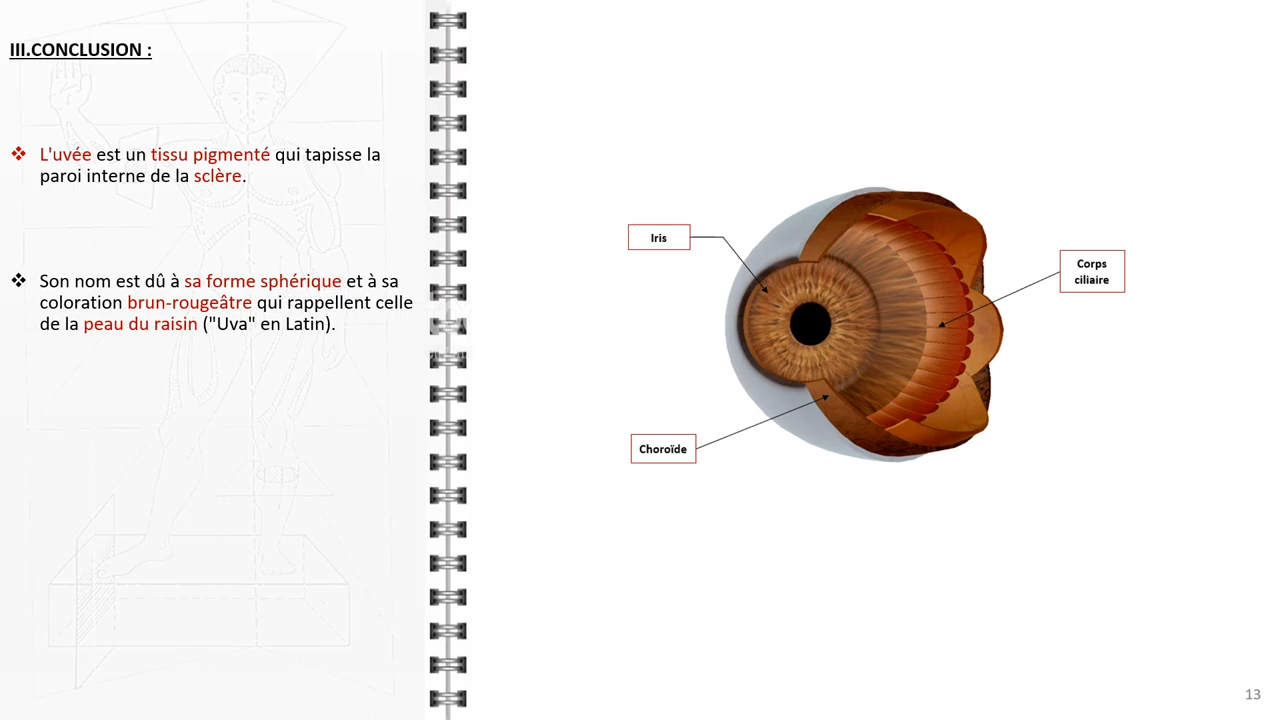 III.CONCLUSION :
❖ L'uvée est un tissu pigmenté qui tapisse la
paroi interne de la sclère.
❖ Son nom est dû à sa forme sphérique et à sa
coloration brun-rougeâtre qui rappellent celle
de la peau du raisin ("Uva" en Latin).
Iris
Corps
ciliaire
Choroïde
13